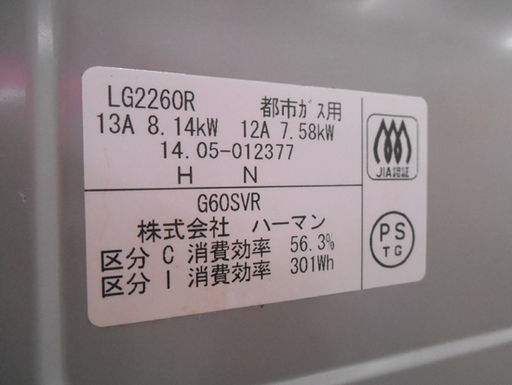 LG2260R 都市ガス用
13A 8.14kW 12A 7.58kW
14.05-012377
H N
JIA認証
G60SVR
株式会社 ハーマン
区分 C 消費効率 56.3%
区分 I 消費効率 301Wh
PS
TG